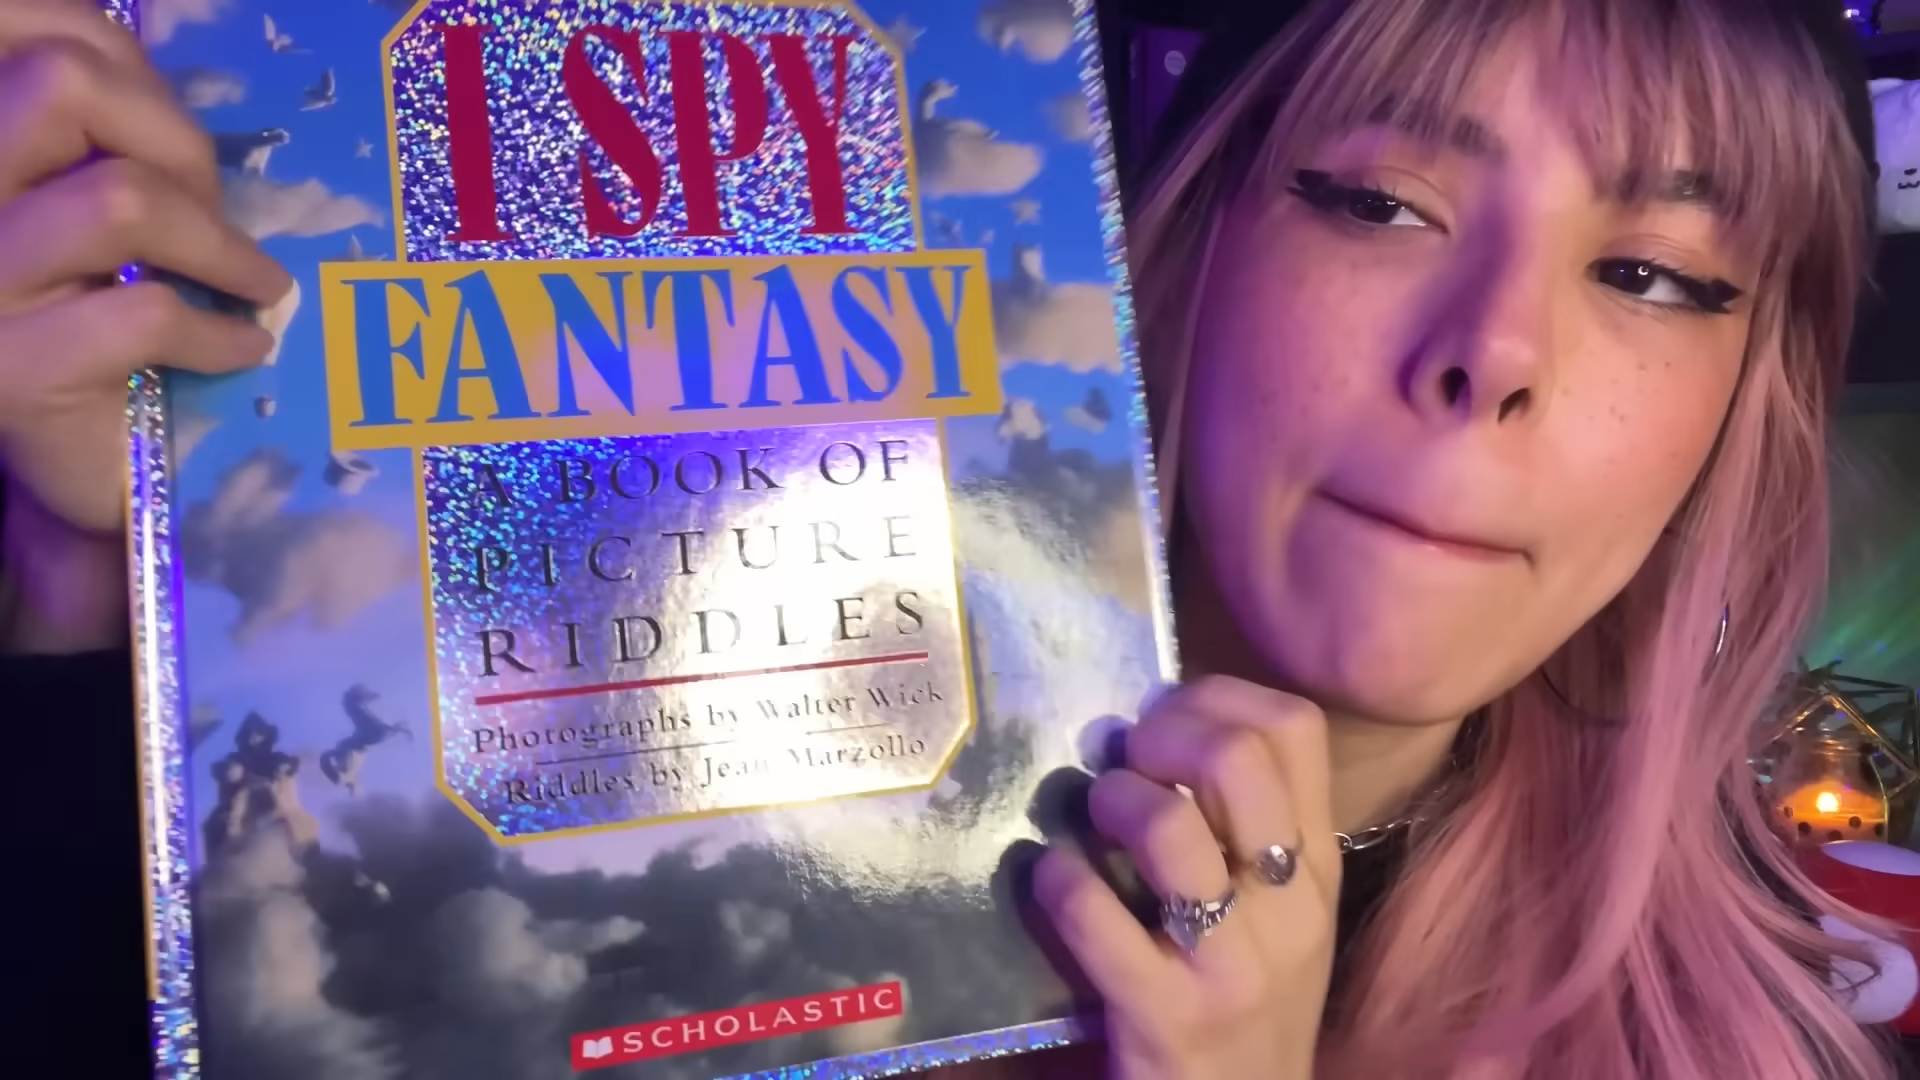 I SPY
FANTASY
A BOOK OF
PICTURE
RIDDLES
Photographs by Walter Wick
Riddles by Jean Marzollo
SCHOLASTIC